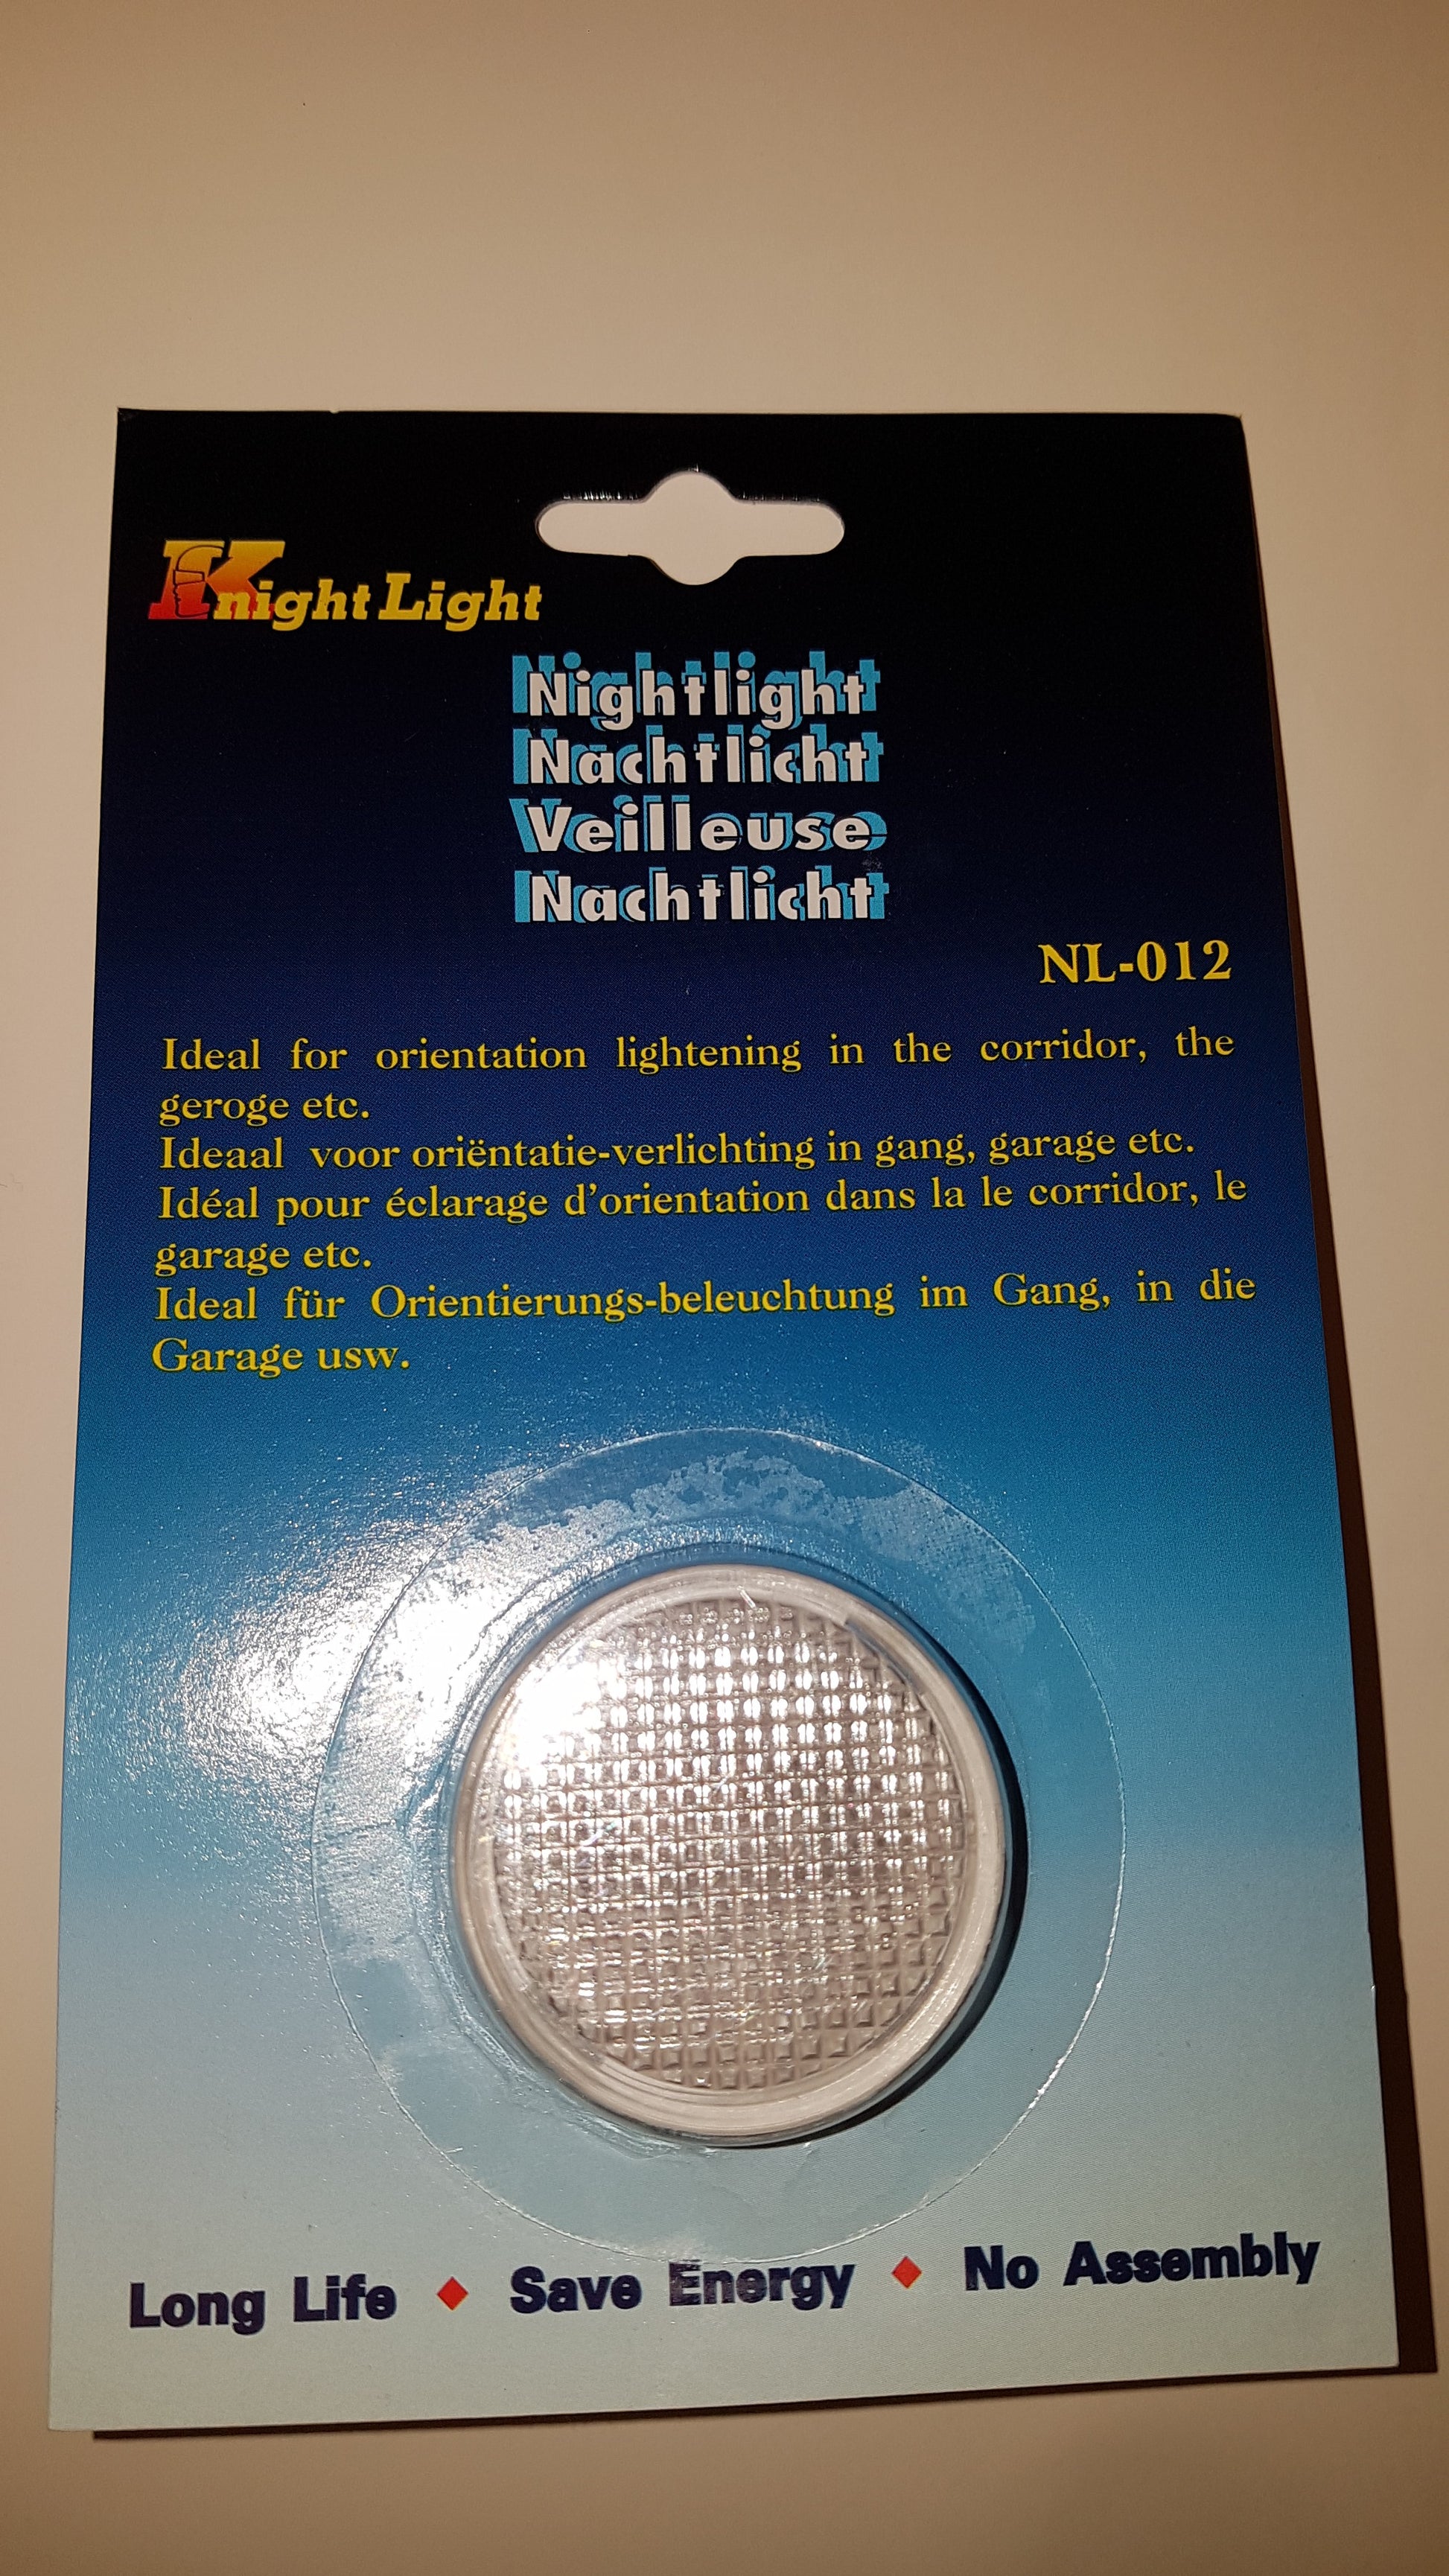 Knight Light
Nightlight
Nachtlicht
Veilleuse
Nachtlicht
NL-012
Ideal for orientation lightening in the corridor, the
geroge etc.
Ideaal voor oriëntatie-verlichting in gang, garage etc.
Idéal pour éclarage d'orientation dans la le corridor, le
garage etc.
Ideal für Orientierungs-beleuchtung im Gang, in die
Garage usw.
Long Life ♦ Save Energy ♦ No Assembly